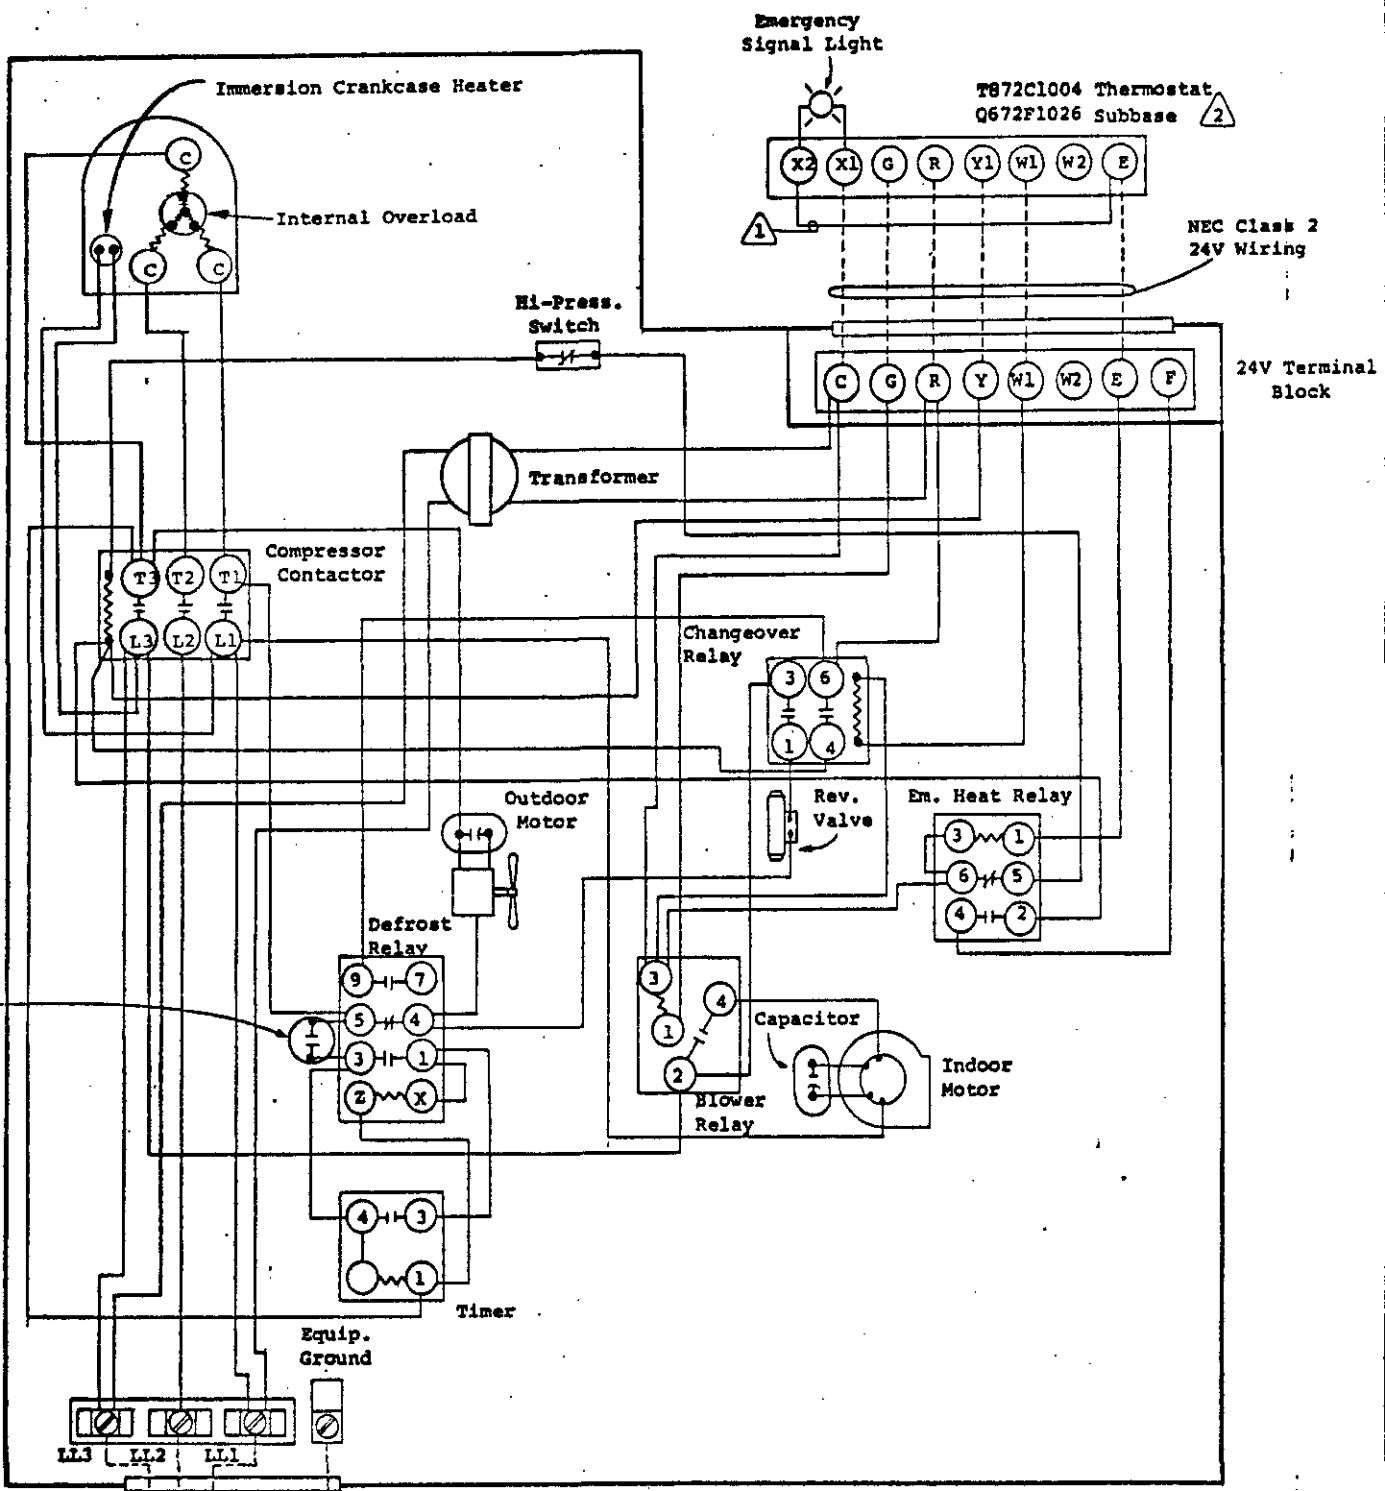 Emergency
Signal Light
Immersion Crankcase Heater
T872C1004 Thermostat
Q672F1026 Subbase 2
X2 X1 G R Y1 W1 W2 E
C
Internal Overload
C C
1
NEC Class 2
24V Wiring
Hi-Press.
Switch
C G R Y W1 W2 E F
24V Terminal
Block
Transformer
Compressor
Contactor
T3 T2 T1
L3 L2 L1
Changeover
Relay
3 6
1 4
Outdoor
Motor
Rev.
Valve
Em. Heat Relay
3 1
6 5
4 2
Defrost
Relay
9 7
5 4
3 1
Z X
3
4
1
2
Blower
Relay
Capacitor
Indoor
Motor
4 3
1
Timer
Equip.
Ground
LL3 LL2 LL1